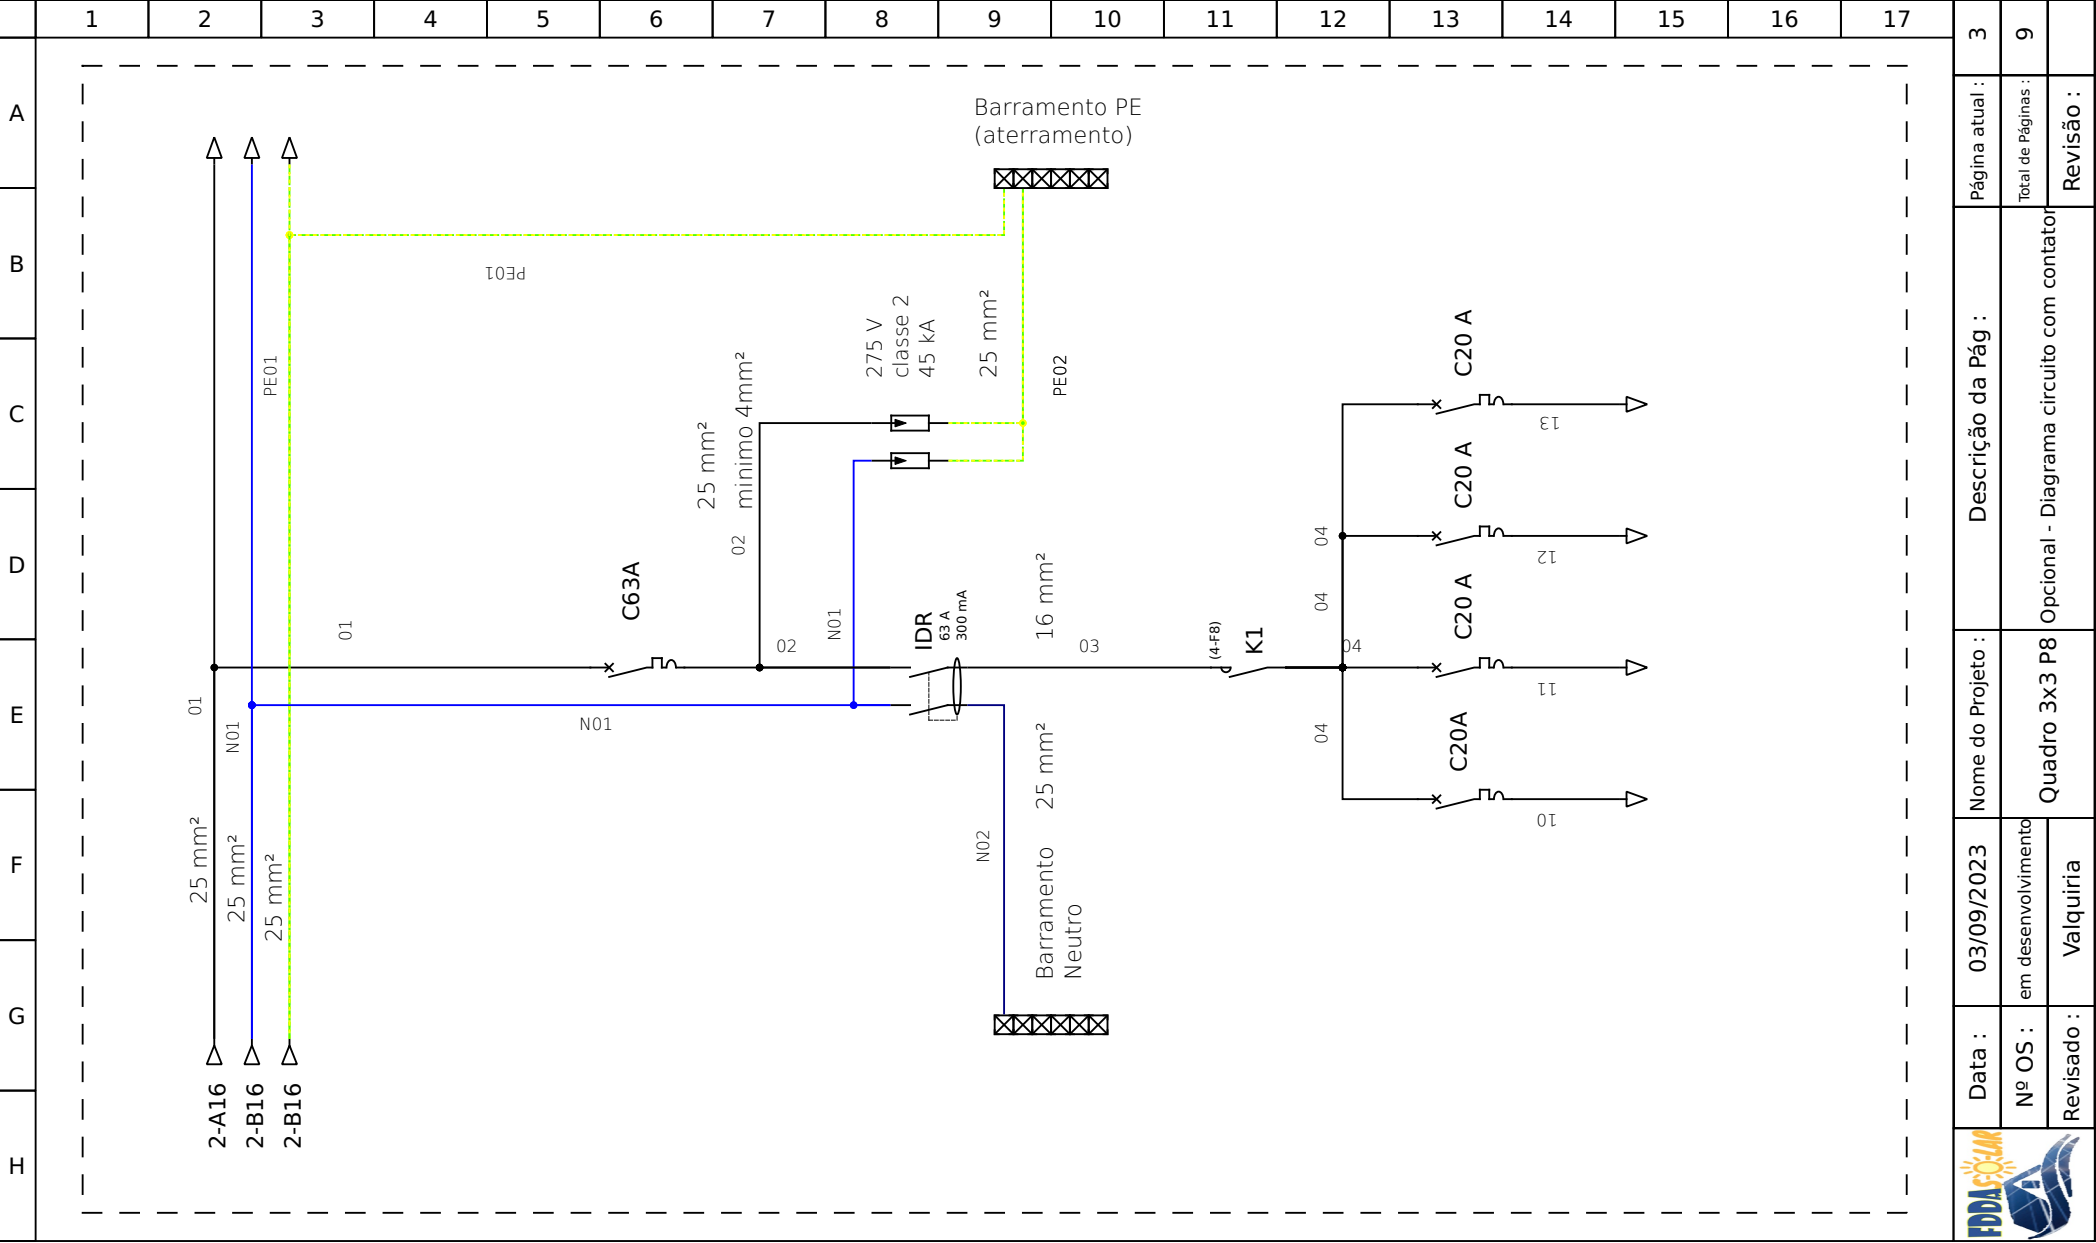 1 2 3 4 5 6 7 8 9 10 11 12 13 14 15 16 17
A
B
C
D
E
F
G
H
Barramento PE
(aterramento)
PE01
PE01
275 V
classe 2
45 kA
25 mm²
PE02
25 mm²
minimo 4mm²
02
C20 A
13
C20 A
12
C20 A
11
C20A
10
04
04
04
04
01
C63A
02
N01
IDR
63 A
300 mA
16 mm²
03
(4-F8)
K1
01
N01
N01
25 mm²
25 mm²
25 mm²
N02
25 mm²
Barramento
Neutro
2-A16
2-B16
2-B16
Página atual :
3
Total de Páginas :
9
Revisão :
Descrição da Pág :
Opcional - Diagrama circuito com contator
Nome do Projeto :
Quadro 3x3 P8
Data :
03/09/2023
Nº OS :
em desenvolvimento
Revisado :
Valquiria
FDDA SOLAR